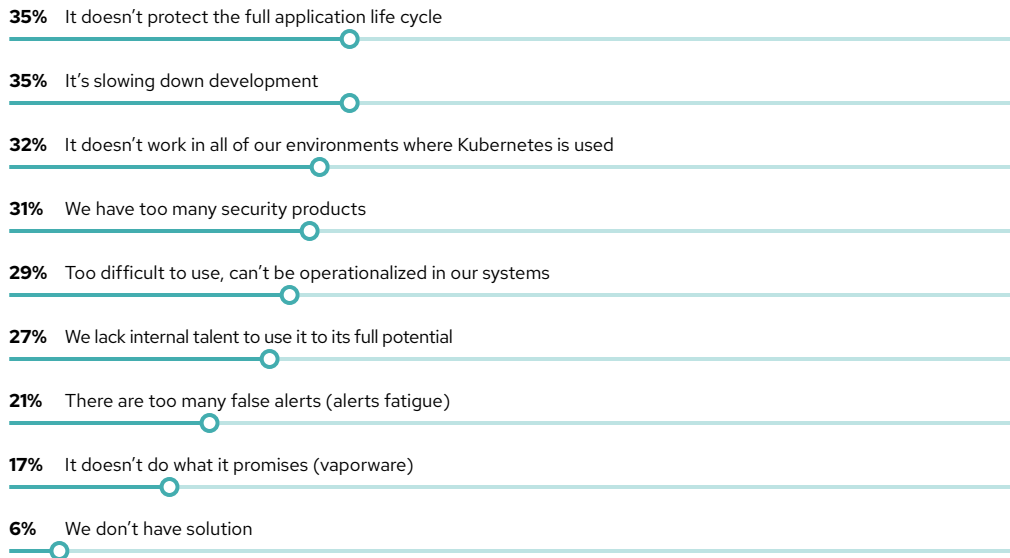 35% It doesn’t protect the full application life cycle
35% It’s slowing down development
32% It doesn’t work in all of our environments where Kubernetes is used
31% We have too many security products
29% Too difficult to use, can’t be operationalized in our systems
27% We lack internal talent to use it to its full potential
21% There are too many false alerts (alerts fatigue)
17% It doesn’t do what it promises (vaporware)
6% We don’t have solution